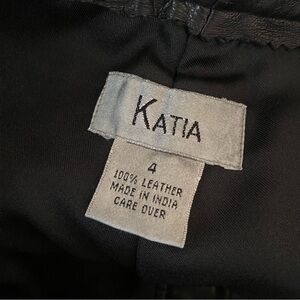 KATIA
4
100% LEATHER
MADE IN INDIA
CARE OVER